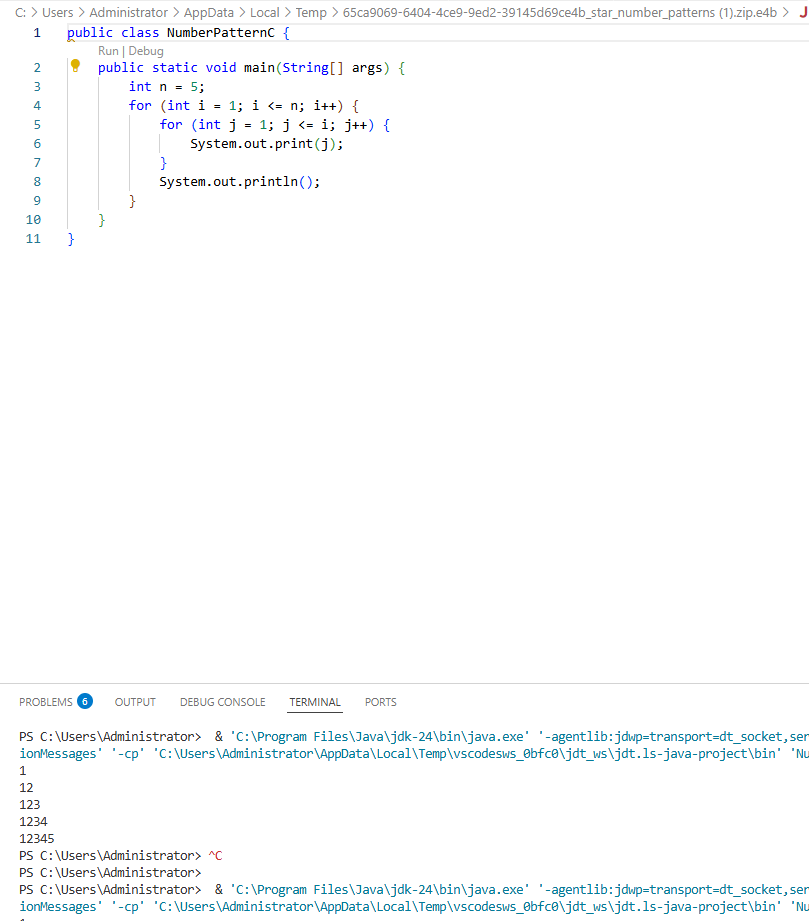 C: > Users > Administrator > AppData > Local > Temp > 65ca9069-6404-4ce9-9ed2-39145d69ce4b_star_number_patterns (1).zip.e4b > J
1 public class NumberPatternC {
Run | Debug
2 public static void main(String[] args) {
3 int n = 5;
4 for (int i = 1; i <= n; i++) {
5 for (int j = 1; j <= i; j++) {
6 System.out.print(j);
7 }
8 System.out.println();
9 }
10 }
11 }
PROBLEMS 6 OUTPUT DEBUG CONSOLE TERMINAL PORTS
PS C:\Users\Administrator> & 'C:\Program Files\Java\jdk-24\bin\java.exe' '-agentlib:jdwp=transport=dt_socket,ser
ionMessages' '-cp' 'C:\Users\Administrator\AppData\Local\Temp\vscodesws_0bfc0\jdt_ws\jdt.ls-java-project\bin' 'Nu
1
12
123
1234
12345
PS C:\Users\Administrator> ^C
PS C:\Users\Administrator>
PS C:\Users\Administrator> & 'C:\Program Files\Java\jdk-24\bin\java.exe' '-agentlib:jdwp=transport=dt_socket,ser
ionMessages' '-cp' 'C:\Users\Administrator\AppData\Local\Temp\vscodesws_0bfc0\jdt_ws\jdt.ls-java-project\bin' 'Nu